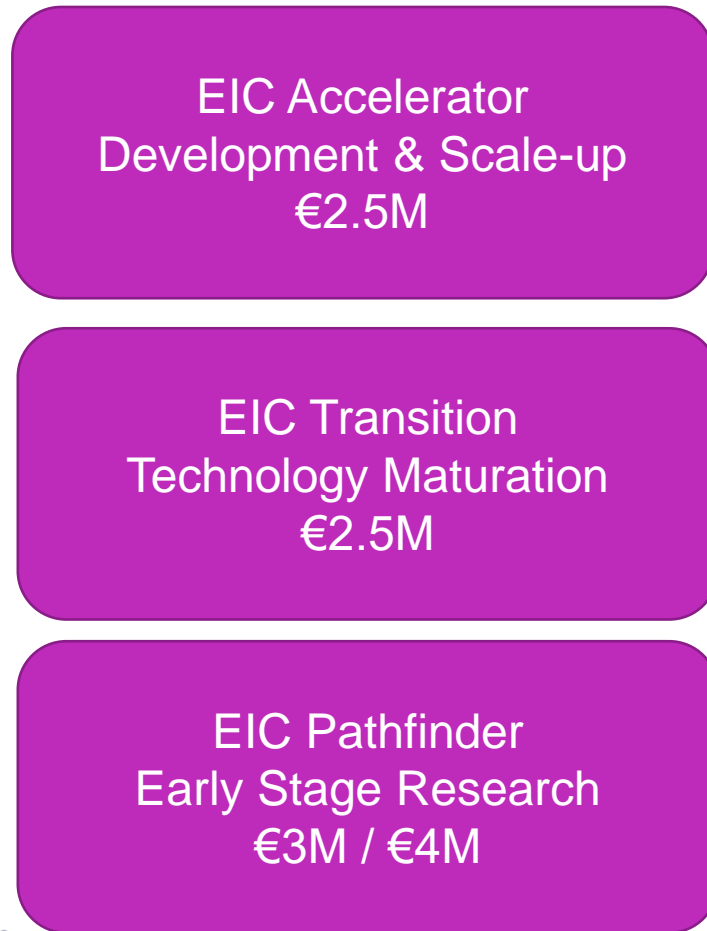 EIC Accelerator
Development & Scale-up
€2.5M
EIC Transition
Technology Maturation
€2.5M
EIC Pathfinder
Early Stage Research
€3M / €4M